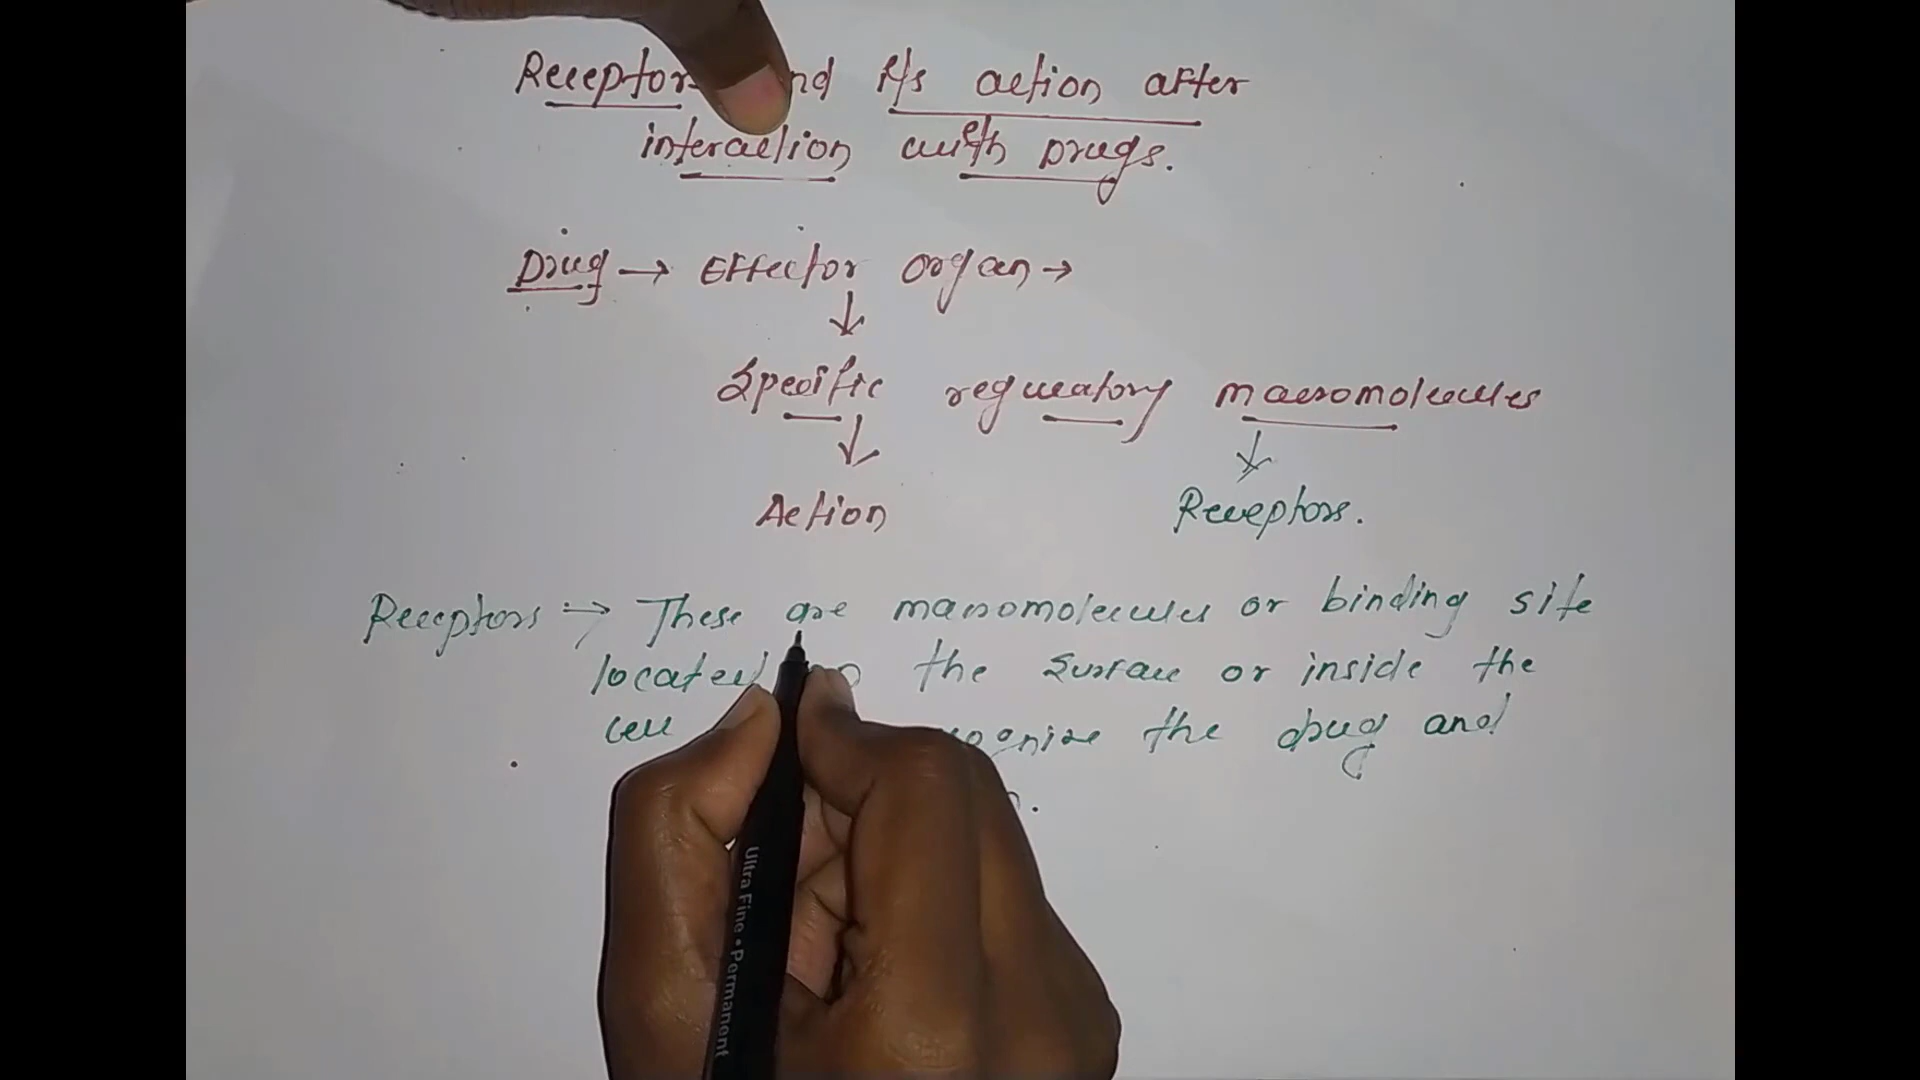 Receptor and its action after
interaction with Drugs.
Drug → Effector organ →
↓
Specific regulatory macromolecules
↓ ↓
Action Receptors.
Receptors → These are macromolecules or binding site
located on the surface or inside the
cell the drug and
Ultra Fine • Permanent